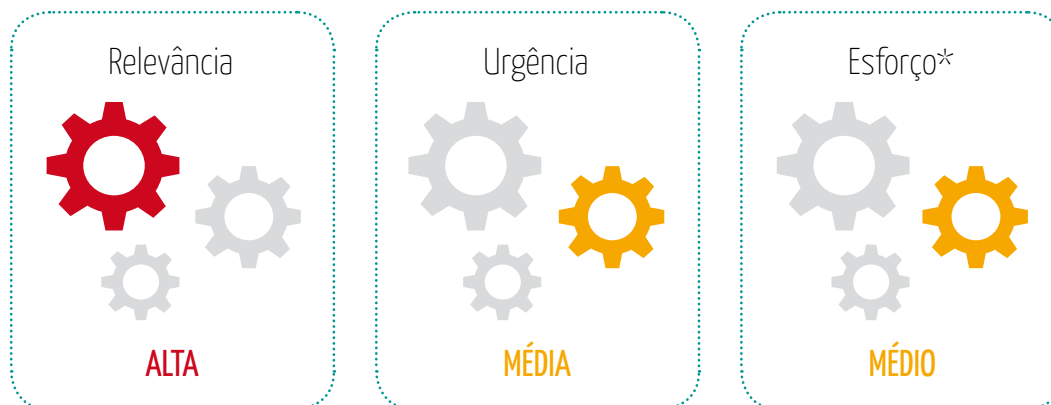 Relevância
Urgência
Esforço*
ALTA
MÉDIA
MÉDIO